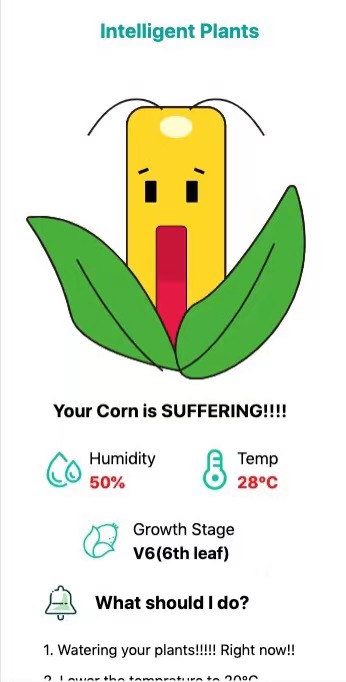 Intelligent Plants
Your Corn is SUFFERING!!!!
Humidity
50%
Temp
28°C
Growth Stage
V6(6th leaf)
What should I do?
1. Watering your plants!!!!! Right now!!
2. Lower the temprature to 20°C